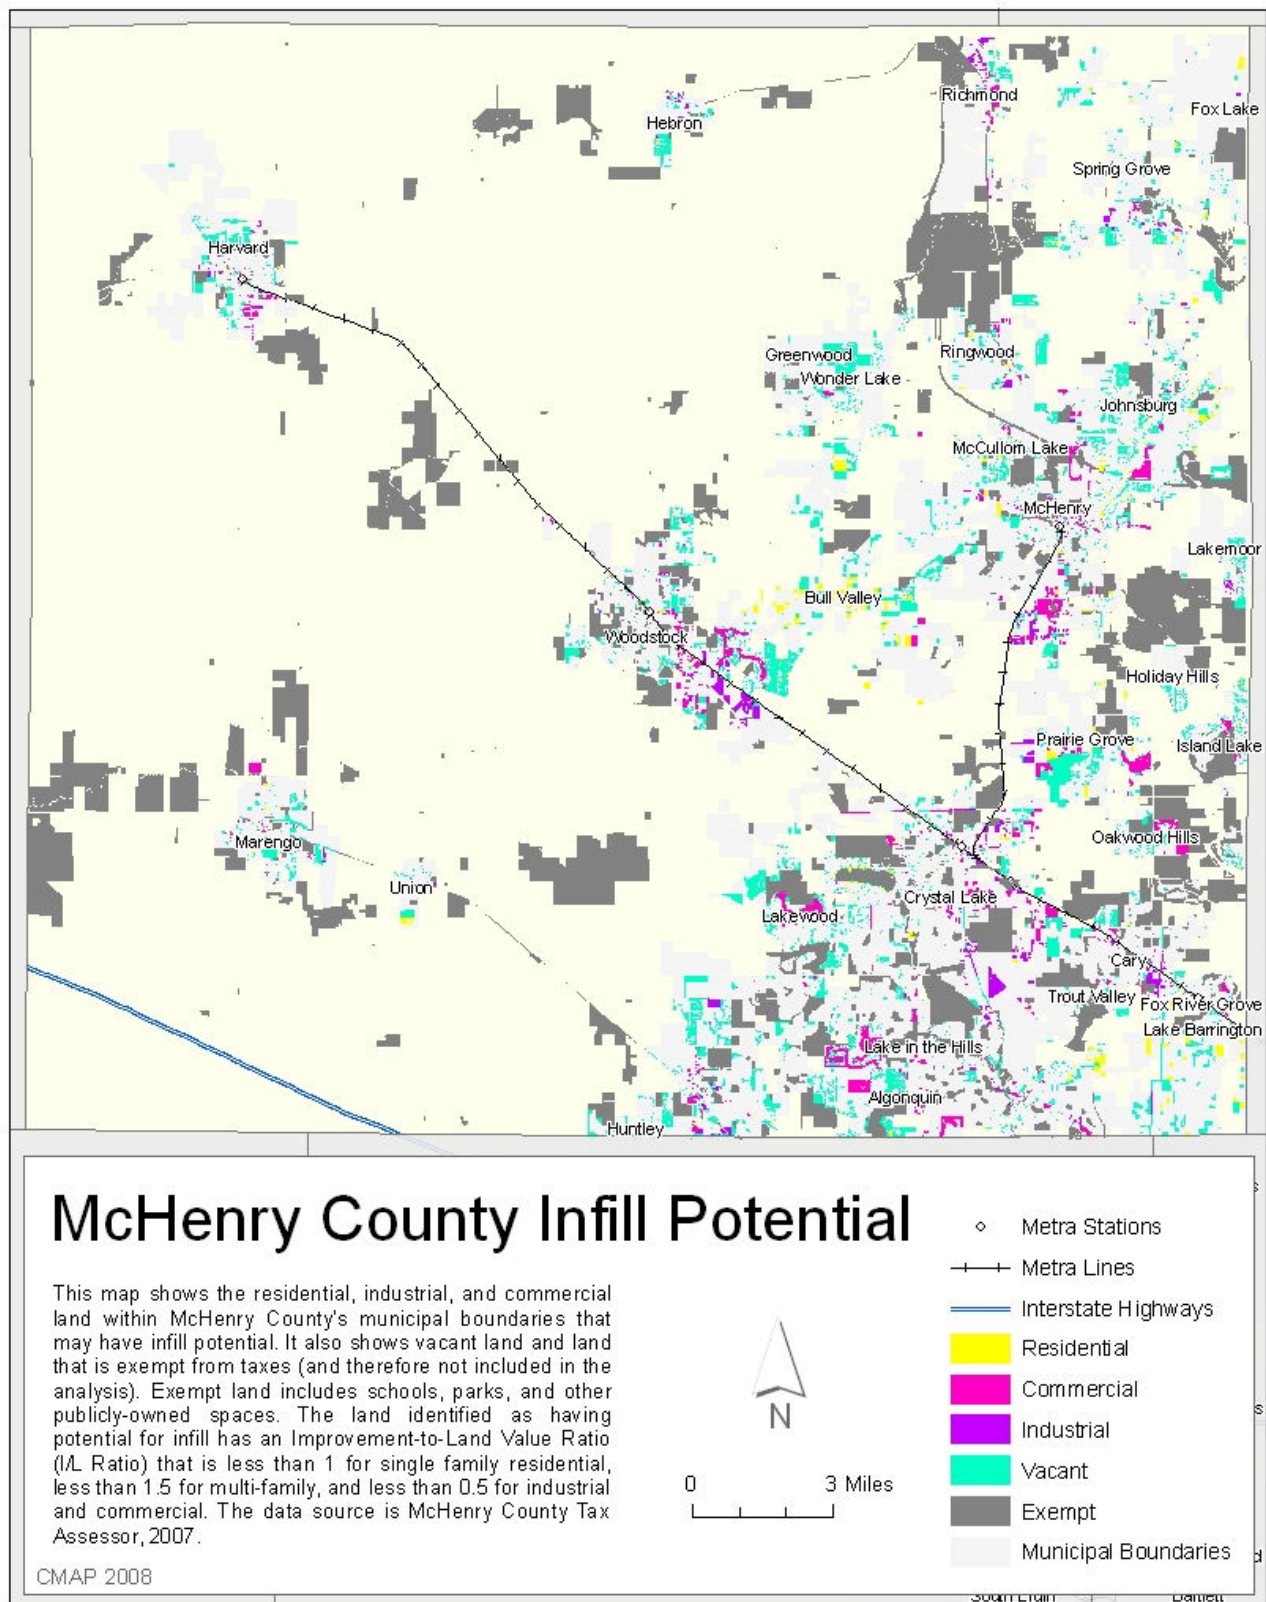 Richmond
Fox Lake
Hebron
Spring Grove
Harvard
Greenwood
Ringwood
Wonder Lake
Johnsburg
McCullom Lake
McHenry
Lakemoor
Bull Valley
Woodstock
Holiday Hills
Prairie Grove
Island Lake
Marengo
Oakwood Hills
Union
Crystal Lake
Lakewood
Cary
Trout Valley
Fox River Grove
Lake Barrington
Lake in the Hills
Algonquin
Huntley
McHenry County Infill Potential
This map shows the residential, industrial, and commercial
land within McHenry County's municipal boundaries that
may have infill potential. It also shows vacant land and land
that is exempt from taxes (and therefore not included in the
analysis). Exempt land includes schools, parks, and other
publicly-owned spaces. The land identified as having
potential for infill has an Improvement-to-Land Value Ratio
(I/L Ratio) that is less than 1 for single family residential,
less than 1.5 for multi-family, and less than 0.5 for industrial
and commercial. The data source is McHenry County Tax
Assessor, 2007.
CMAP 2008
N
0 3 Miles
Metra Stations
Metra Lines
Interstate Highways
Residential
Commercial
Industrial
Vacant
Exempt
Municipal Boundaries
South Elgin
Bartlett